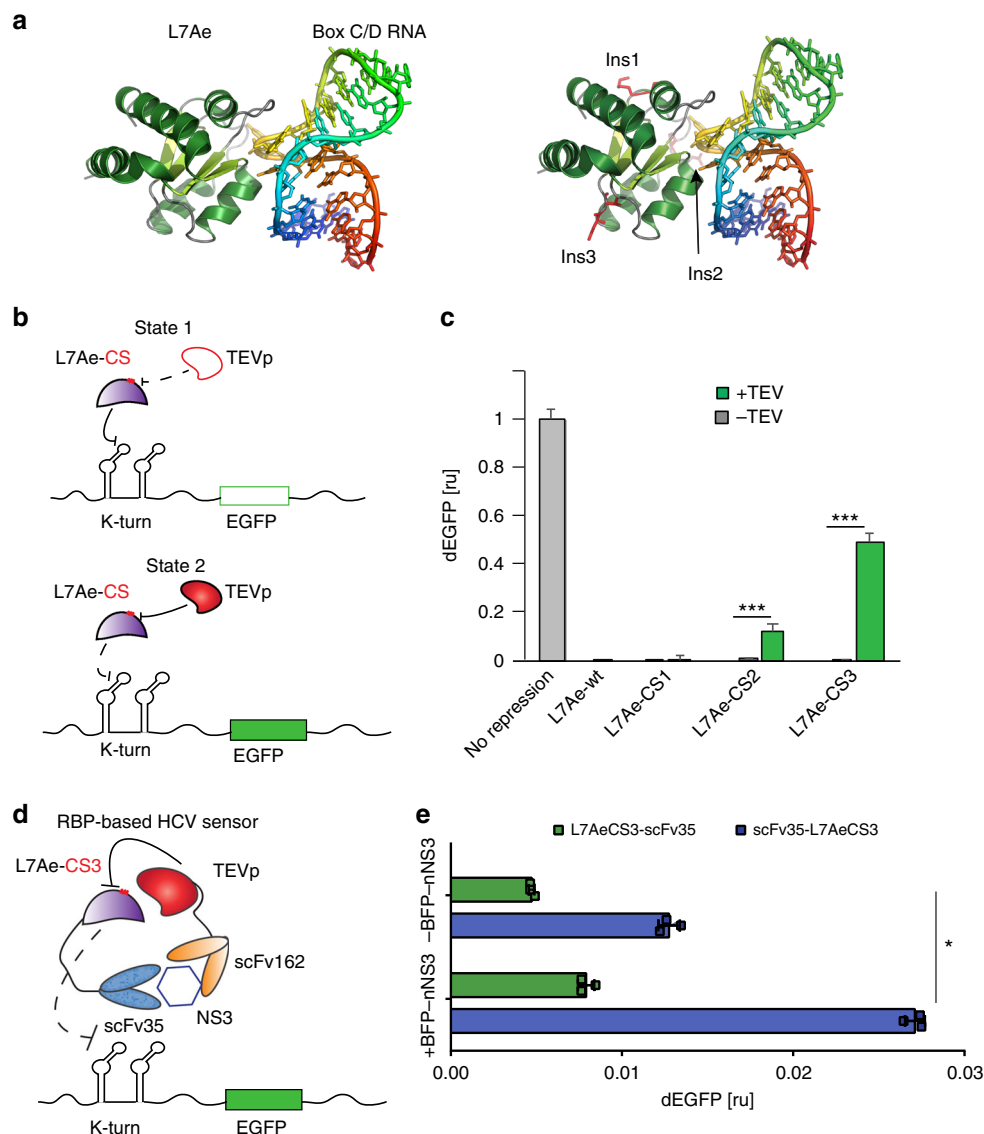 a
L7Ae
Box C/D RNA
Ins1
Ins3
Ins2
b
State 1
L7Ae-CS
TEVp
K-turn
EGFP
State 2
L7Ae-CS
TEVp
K-turn
EGFP
c
+TEV
–TEV
dEGFP [ru]
1
0.8
0.6
0.4
0.2
0
***
***
No repression
L7Ae-wt
L7Ae-CS1
L7Ae-CS2
L7Ae-CS3
d
RBP-based HCV sensor
L7Ae-CS3
TEVp
scFv162
NS3
scFv35
K-turn
EGFP
e
L7AeCS3-scFv35
scFv35-L7AeCS3
–BFP–nNS3
+BFP–nNS3
*
0.00
0.01
0.02
0.03
dEGFP [ru]